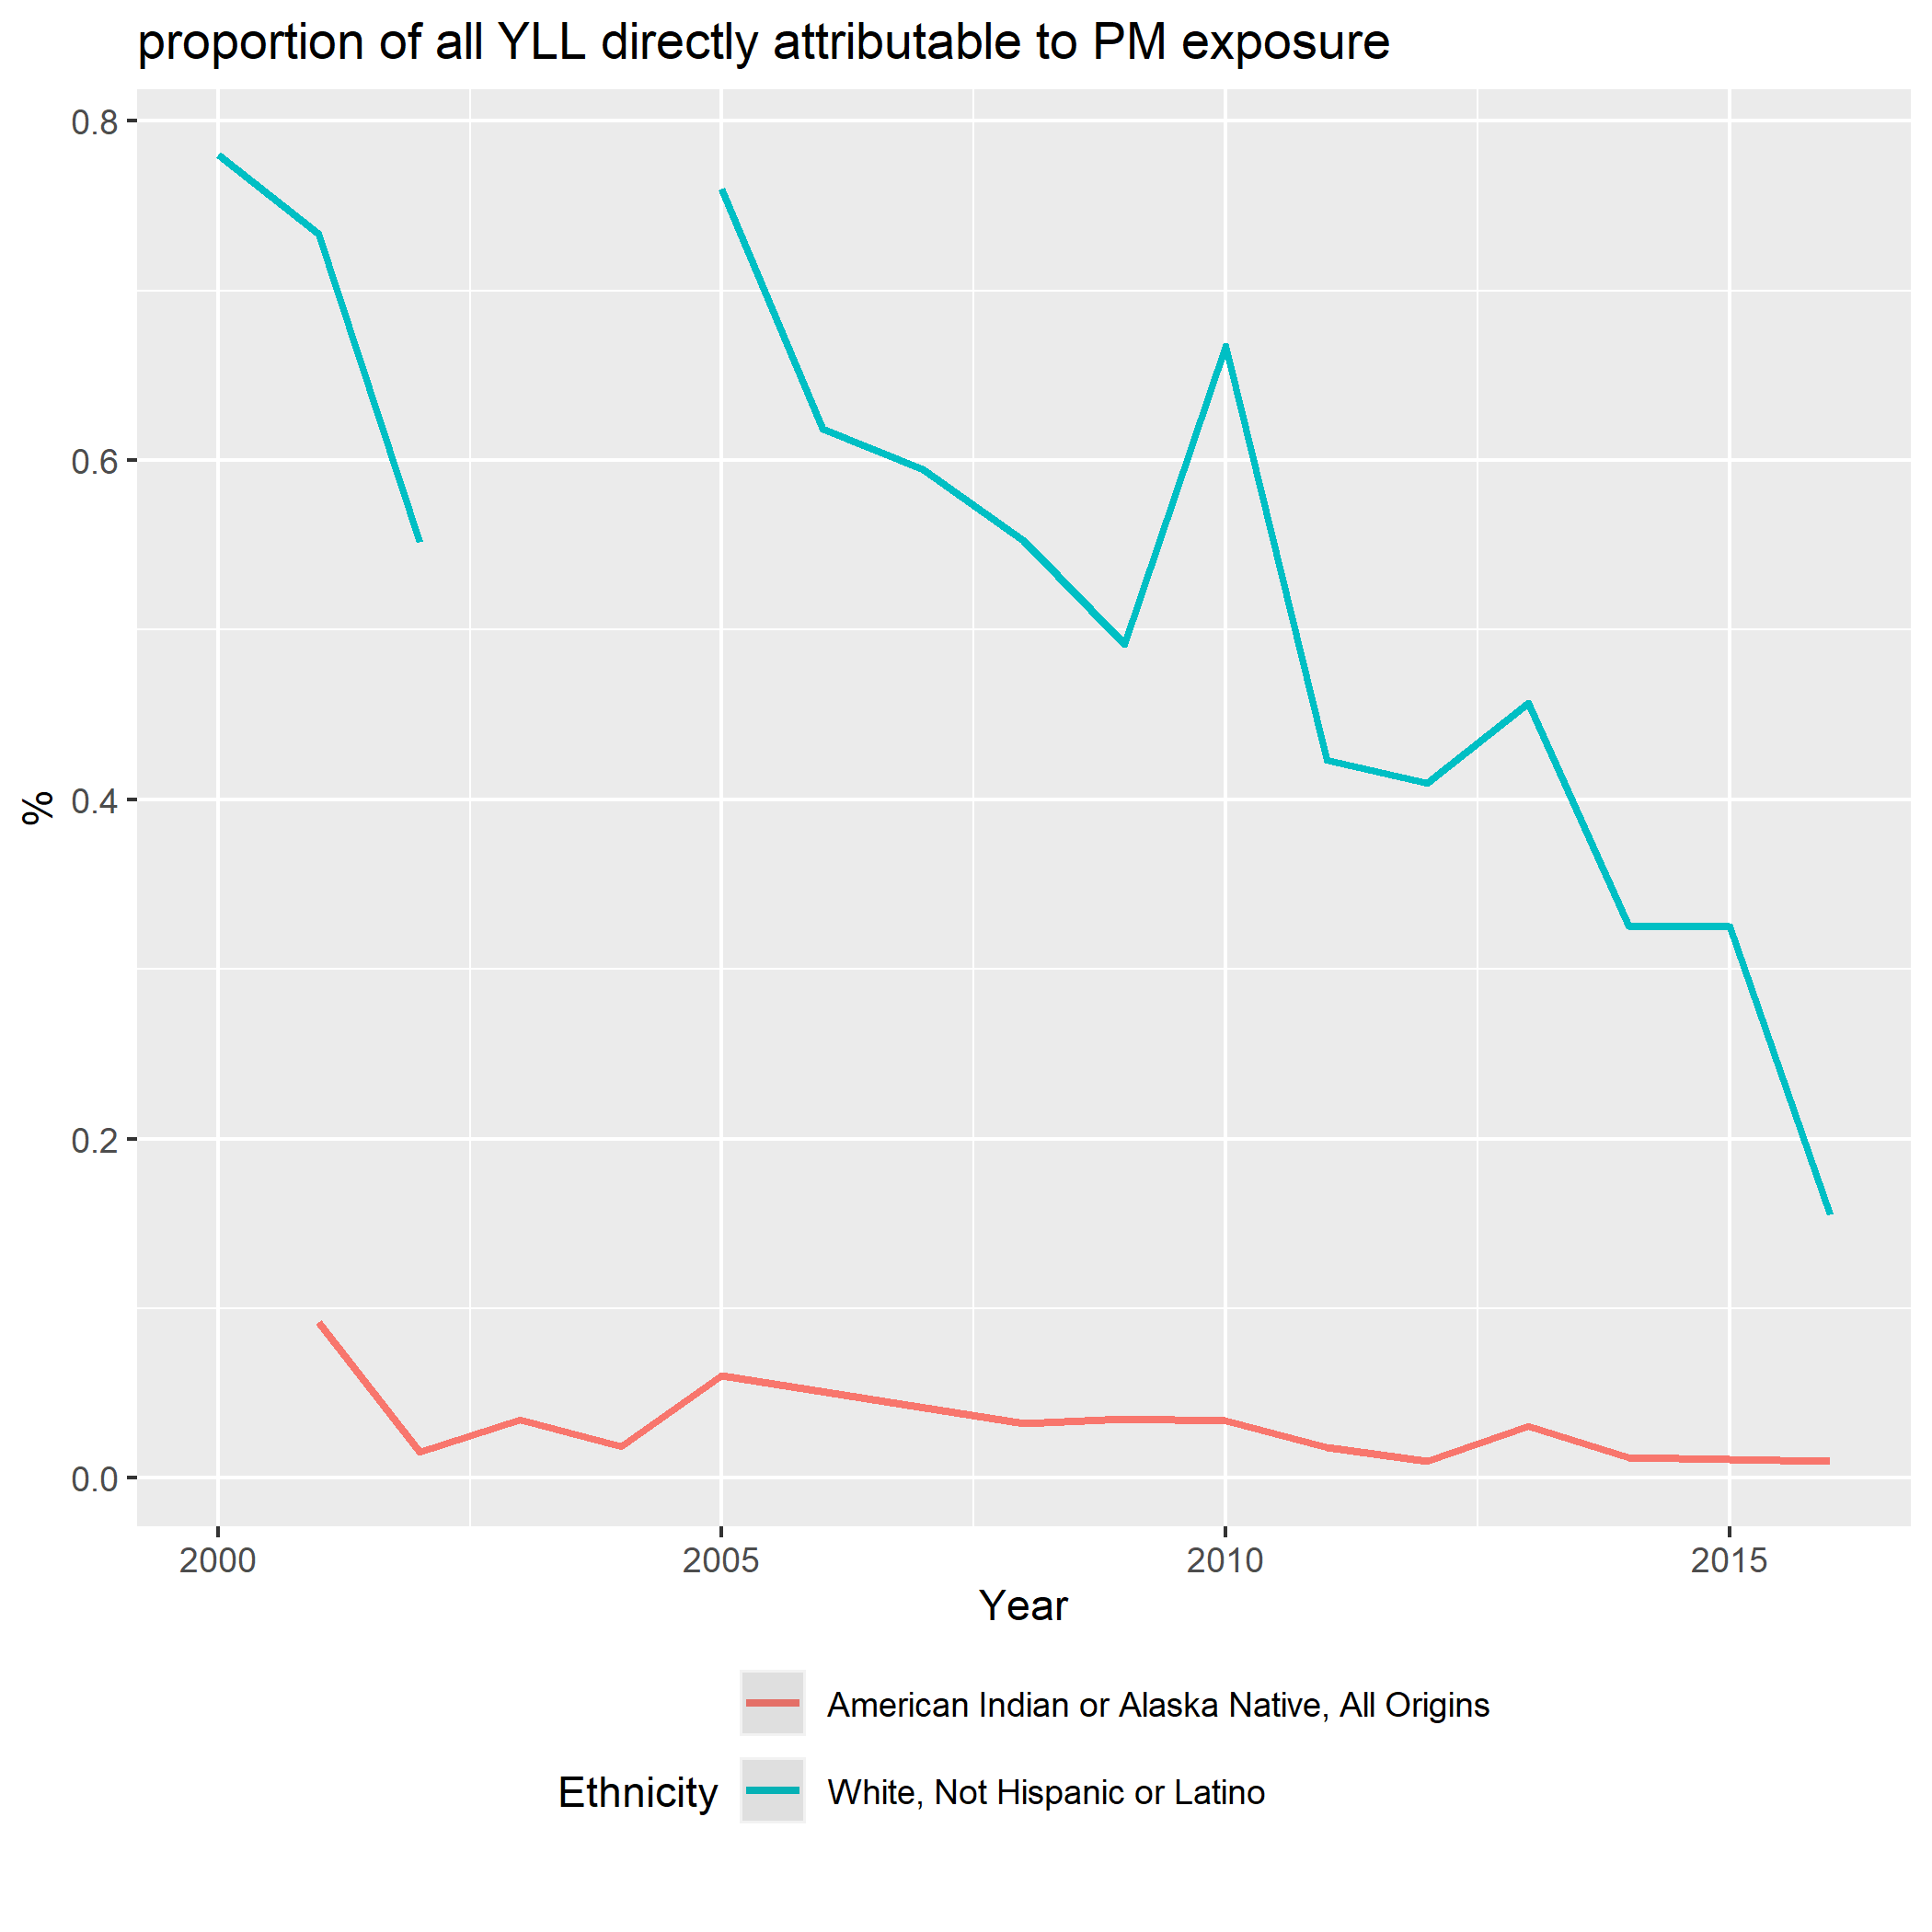 proportion of all YLL directly attributable to PM exposure
0.8
0.6
0.4
0.2
0.0
%
2000 2005 2010 2015
Year
Ethnicity
American Indian or Alaska Native, All Origins
White, Not Hispanic or Latino